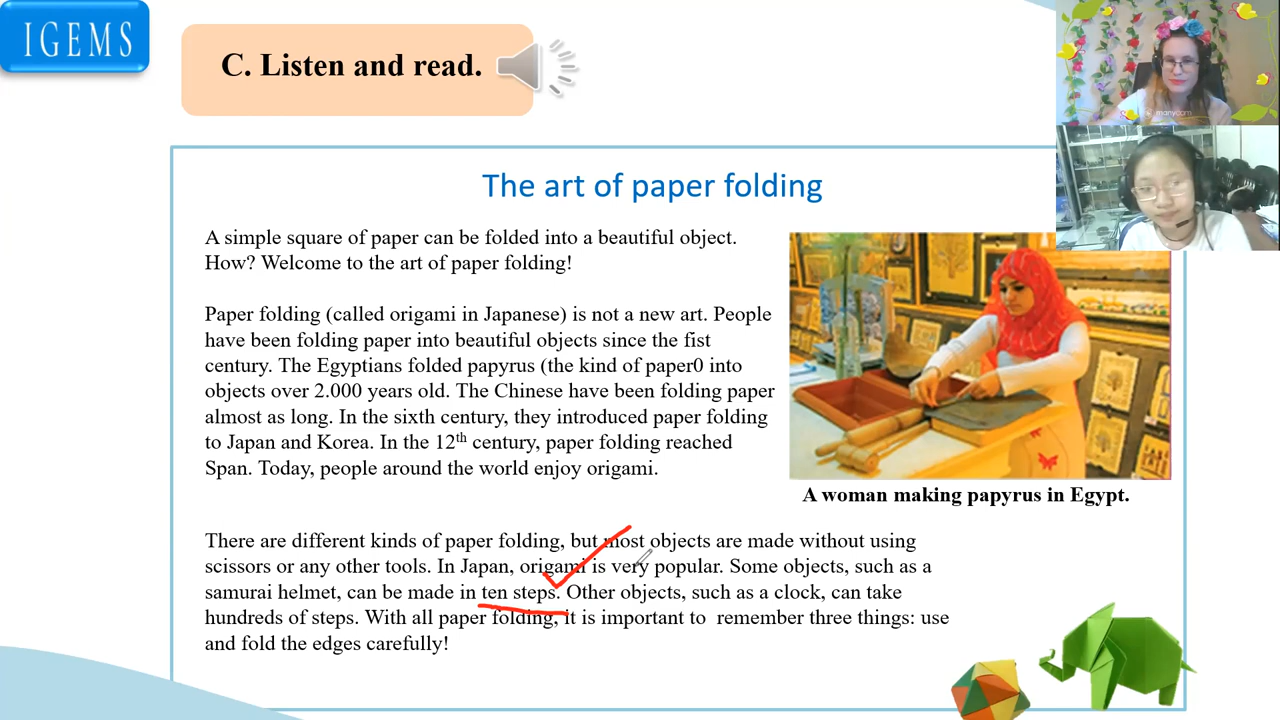 IGEMS
C. Listen and read.
manycam
The art of paper folding
A simple square of paper can be folded into a beautiful object.
How? Welcome to the art of paper folding!
Paper folding (called origami in Japanese) is not a new art. People
have been folding paper into beautiful objects since the fist
century. The Egyptians folded papyrus (the kind of paper0 into
objects over 2.000 years old. The Chinese have been folding paper
almost as long. In the sixth century, they introduced paper folding
to Japan and Korea. In the 12th century, paper folding reached
Span. Today, people around the world enjoy origami.
A woman making papyrus in Egypt.
There are different kinds of paper folding, but most objects are made without using
scissors or any other tools. In Japan, origami is very popular. Some objects, such as a
samurai helmet, can be made in ten steps. Other objects, such as a clock, can take
hundreds of steps. With all paper folding, it is important to remember three things: use
and fold the edges carefully!